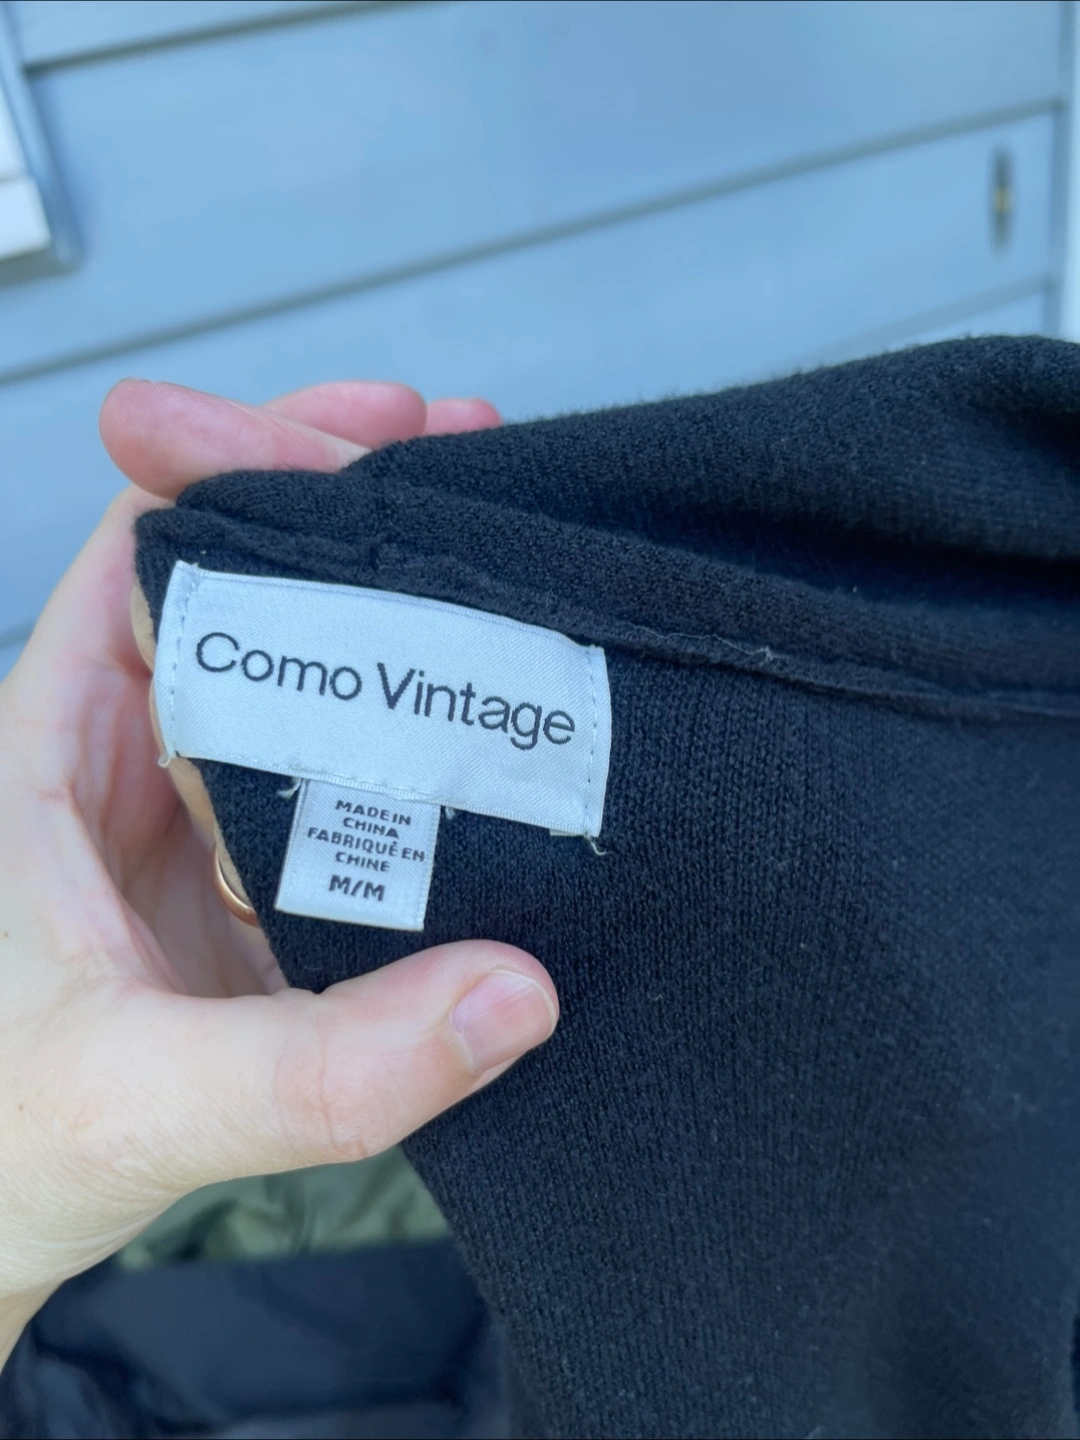 Como Vintage
MADE IN
CHINA
FABRIQUÉ EN
CHINE
M/M